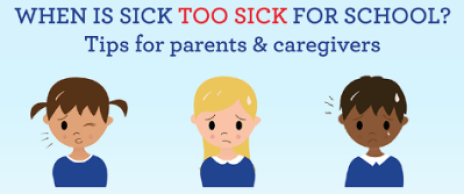 WHEN IS SICK TOO SICK FOR SCHOOL?
Tips for parents & caregivers